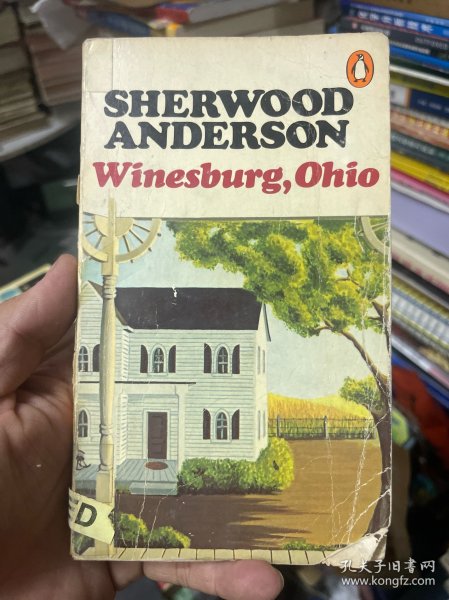 SHERWOOD
ANDERSON
Winesburg, Ohio
D
孔夫子旧书网
www.kongfz.com